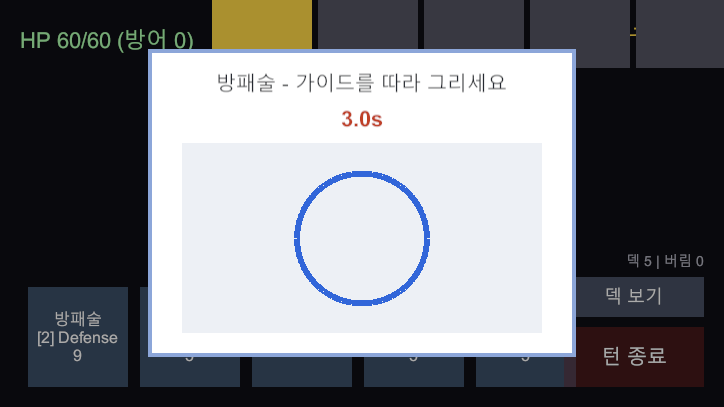 HP 60/60 (방어 0)
방패술 - 가이드를 따라 그리세요
3.0s
덱 5 | 버림 0
덱 보기
턴 종료
방패술
[2] Defense
9